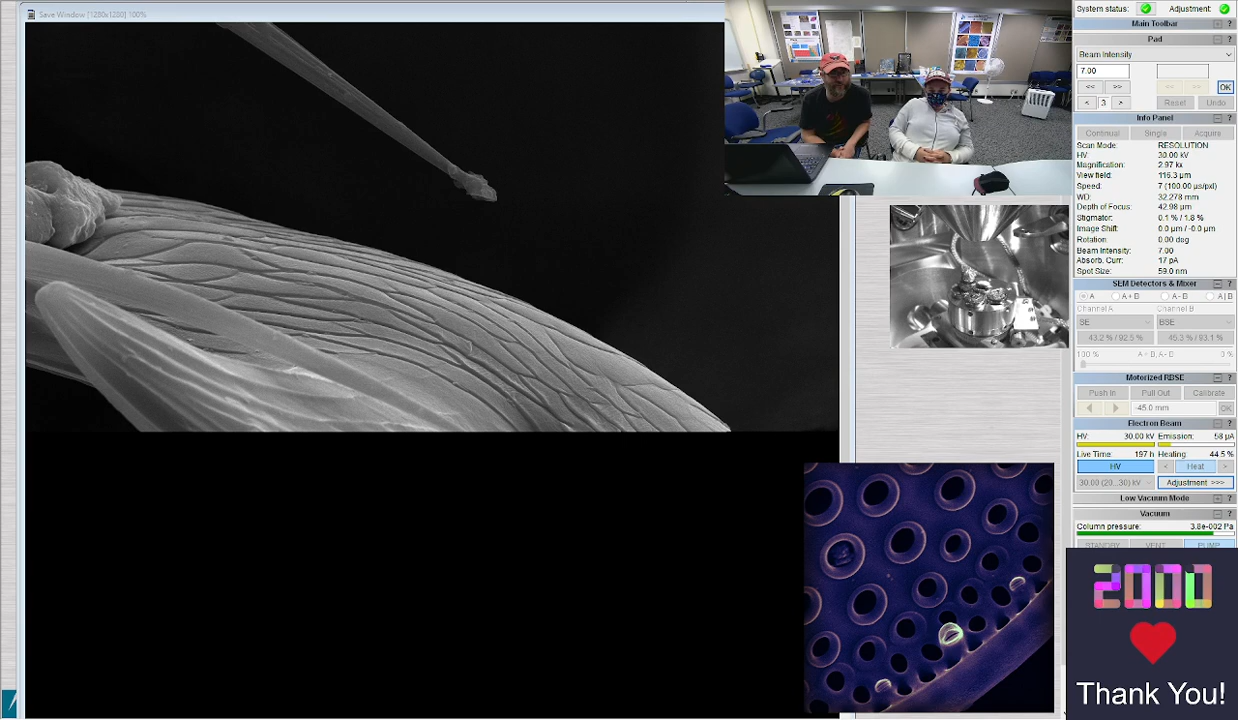 Save Window [1280x1280] 100%
System status: Adjustment:
Main Toolbar - ?
Pad - ?
Beam Intensity
7.00
<< >> << >> OK
< 3 > Reset Undo
Info Panel - ?
Continual Single Acquire
Scan Mode: RESOLUTION
HV: 30.00 kV
Magnification: 2.97 kx
View field: 116.3 µm
Speed: 7 (100.00 µs/pxl)
WD: 32.278 mm
Depth of Focus: 42.98 µm
Stigmator: 0.1 % / 1.8 %
Image Shift: 0.0 µm / -0.0 µm
Rotation: 0.00 deg
Beam Intensity: 7.00
Absorb. Curr: 17 pA
Spot Size: 59.0 nm
SEM Detectors & Mixer - ?
A A + B A - B A | B
Channel A Channel B
SE BSE
43.2 % / 92.5 % 45.3 % / 93.1 %
100 % A + B, A - B 0 %
Motorized RBSE - ?
Push In Pull Out Calibrate
-45.0 mm OK
Electron Beam - ?
HV: 30.00 kV Emission: 58 µA
Live Time: 197 h Heating: 44.5 %
HV < Heat >
30.00 (20...30) kV Adjustment >>>
Low Vacuum Mode + ?
Vacuum - ?
Column pressure: 3.8e-002 Pa
STANDBY VENT PUMP
2000
Thank You!